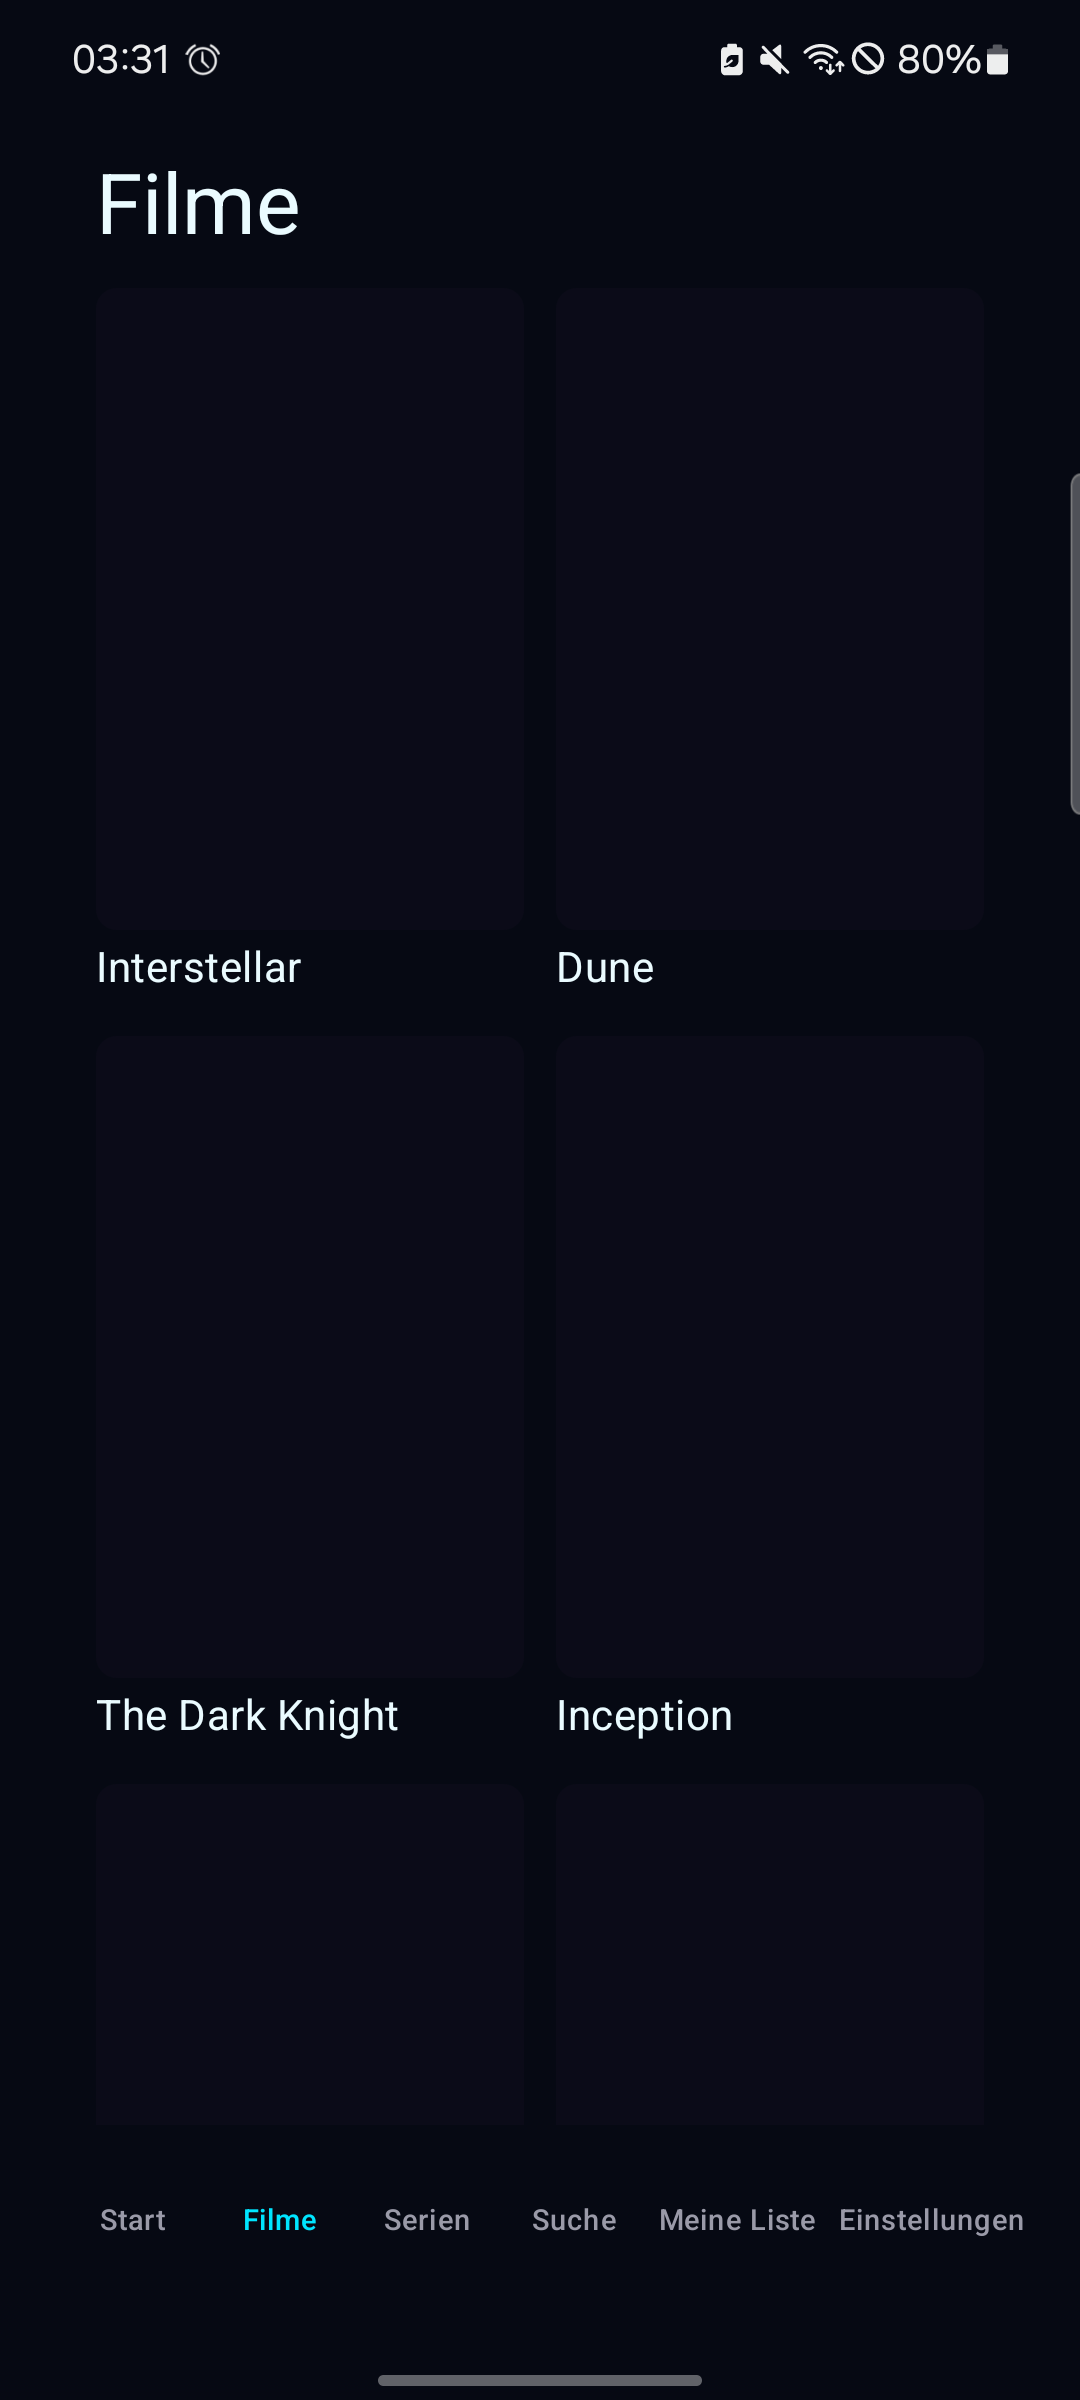 03:31 80%
Filme
Interstellar Dune
The Dark Knight Inception
Start Filme Serien Suche Meine Liste Einstellungen